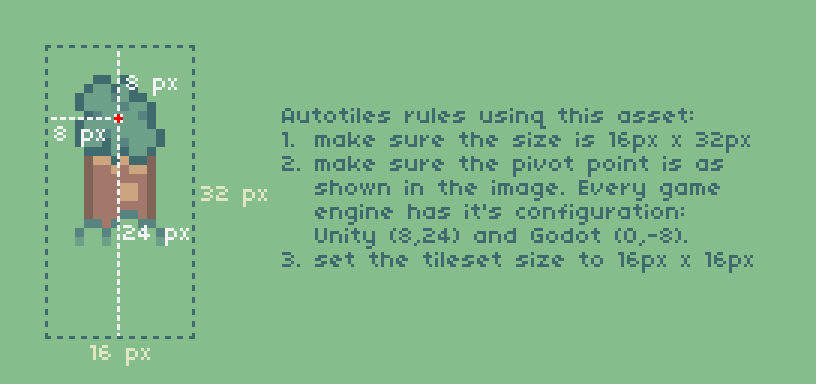 8 px
8 px
32 px
24 px
16 px
Autotiles rules using this asset:
1. make sure the size is 16px x 32px
2. make sure the pivot point is as
shown in the image. Every game
engine has it's configuration:
Unity (8,24) and Godot (0,-8).
3. set the tileset size to 16px x 16px